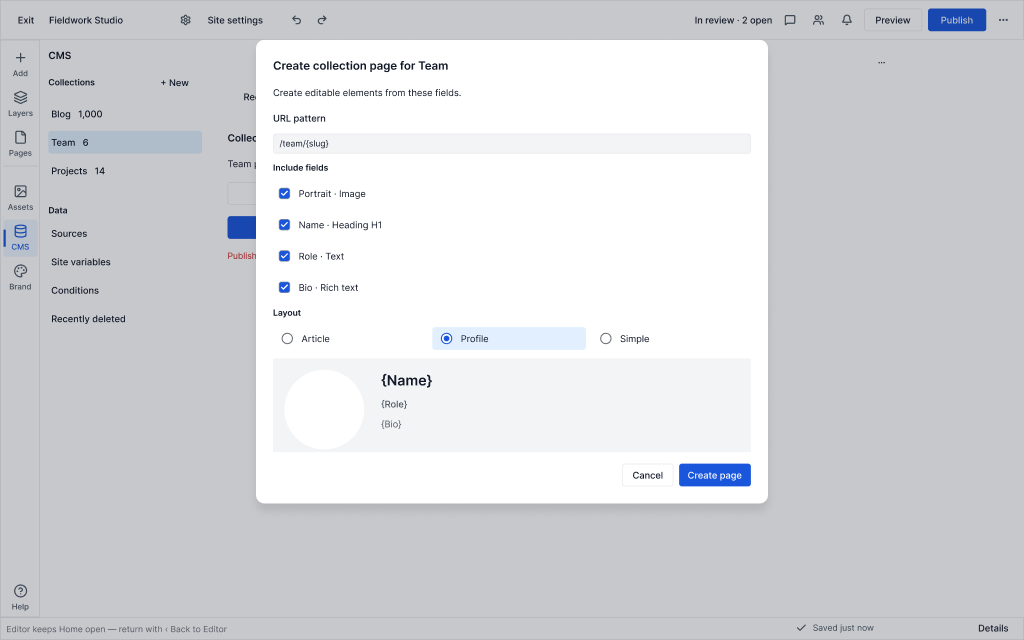 Exit Fieldwork Studio Site settings In review · 2 open Preview Publish
Add
Layers
Pages
Assets
CMS
Brand
Help
CMS
Collections + New
Blog 1,000
Team 6
Projects 14
Data
Sources
Site variables
Conditions
Recently deleted
Team
Publish
Create collection page for Team
Create editable elements from these fields.
URL pattern
/team/{slug}
Include fields
Portrait · Image
Name · Heading H1
Role · Text
Bio · Rich text
Layout
Article Profile Simple
{Name}
{Role}
{Bio}
Cancel Create page
Editor keeps Home open — return with ‹ Back to Editor Saved just now Details